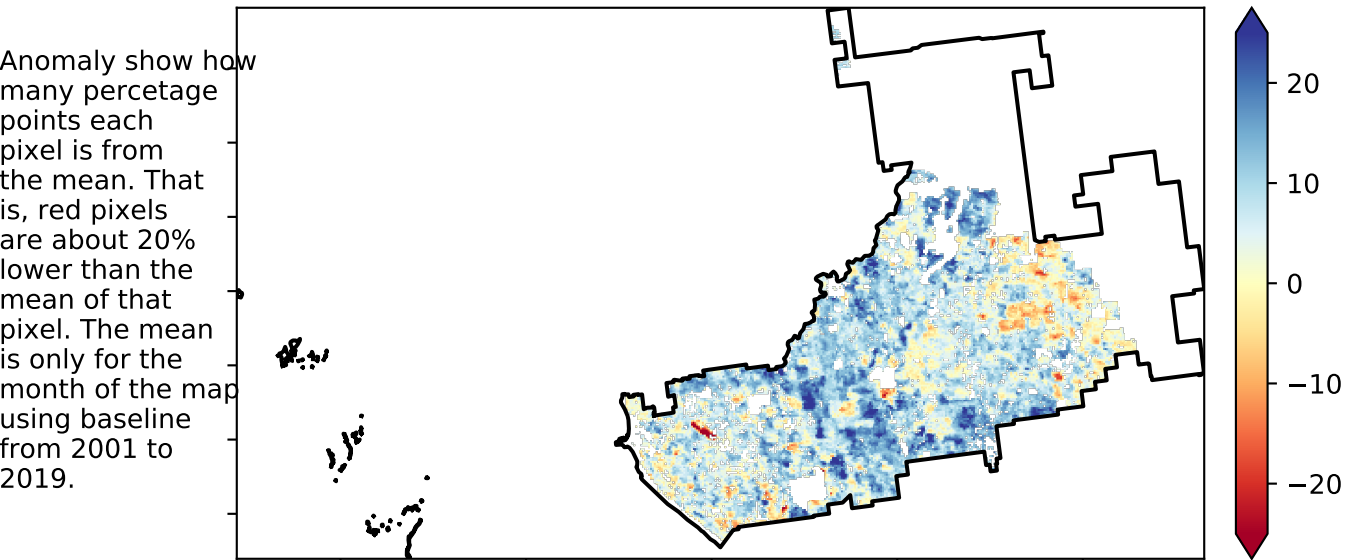 Anomaly show how
many percetage
points each
pixel is from
the mean. That
is, red pixels
are about 20%
lower than the
mean of that
pixel. The mean
is only for the
month of the map
using baseline
from 2001 to
2019.
20
10
0
−10
−20